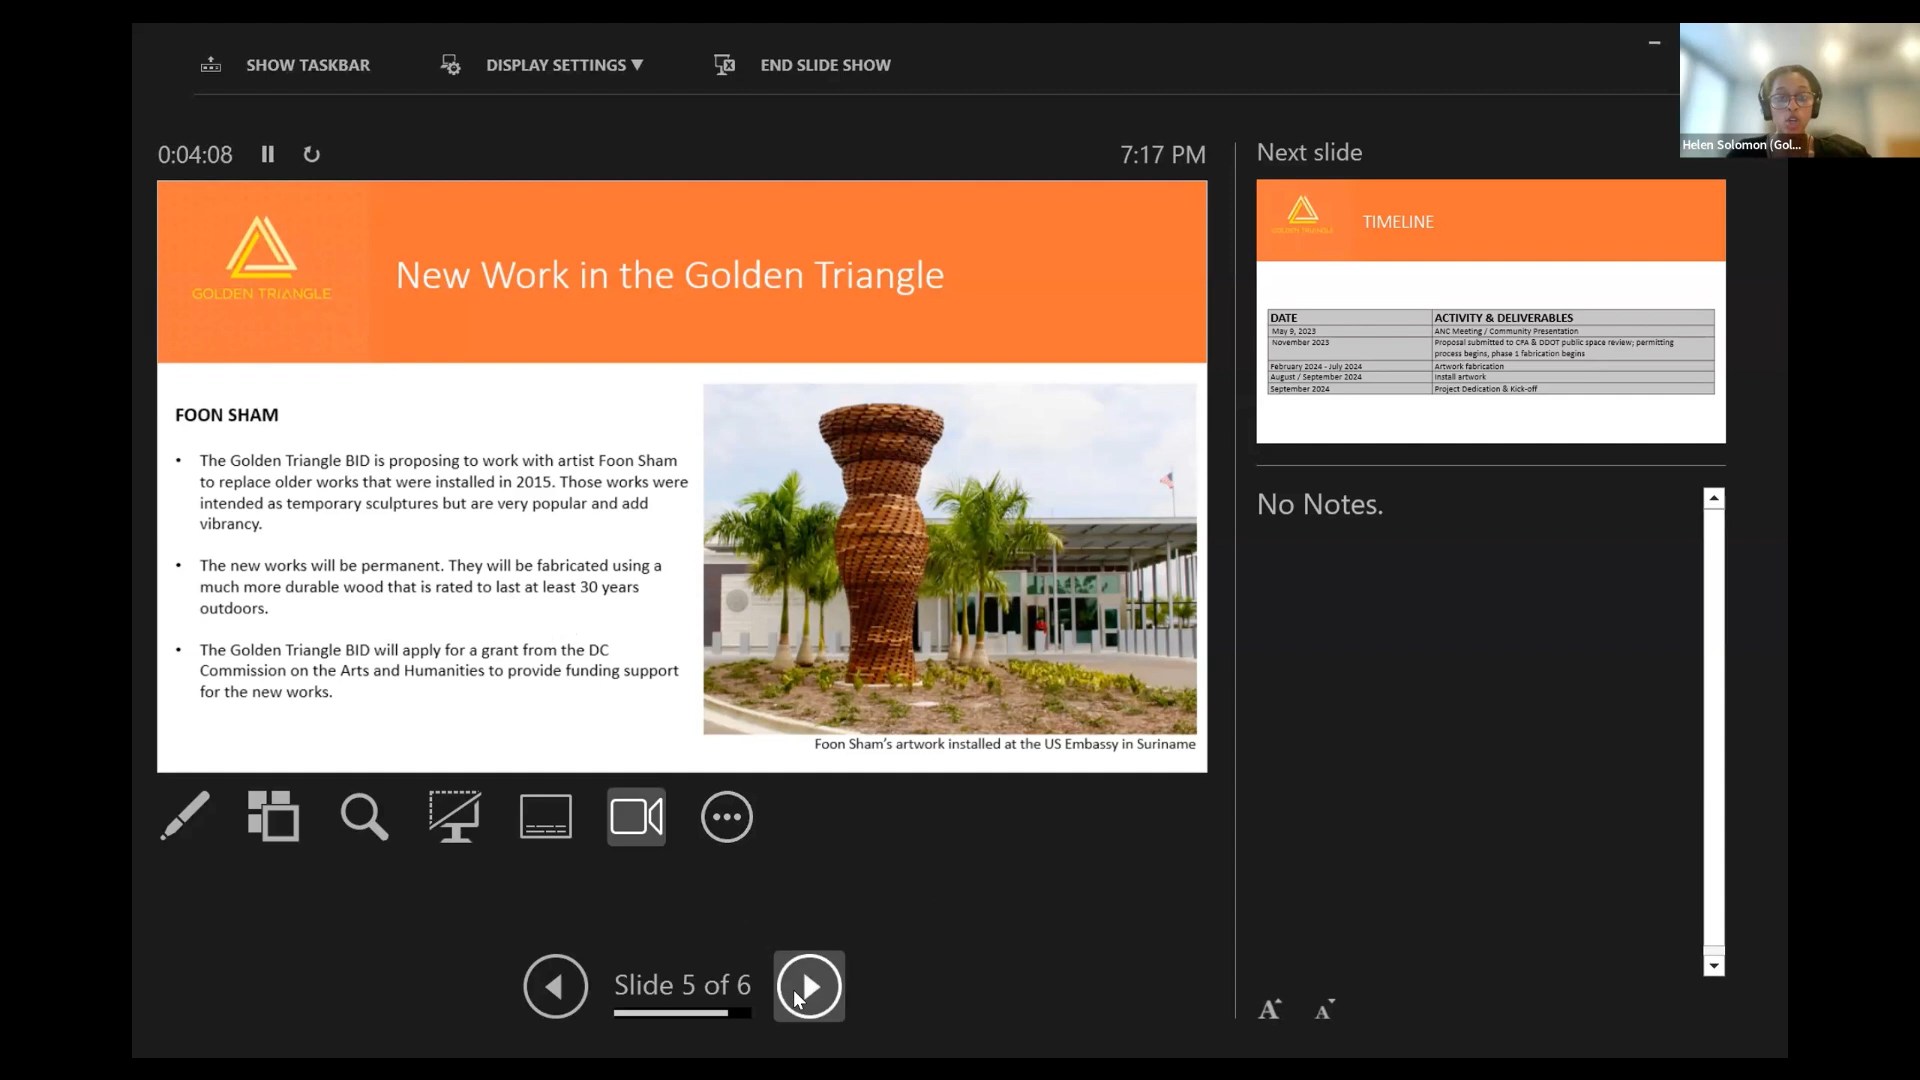 SHOW TASKBAR
DISPLAY SETTINGS ▼
END SLIDE SHOW
Helen Solomon (Gol...
0:04:08
7:17 PM
Next slide
GOLDEN TRIANGLE
New Work in the Golden Triangle
FOON SHAM
• The Golden Triangle BID is proposing to work with artist Foon Sham
to replace older works that were installed in 2015. Those works were
intended as temporary sculptures but are very popular and add
vibrancy.
• The new works will be permanent. They will be fabricated using a
much more durable wood that is rated to last at least 30 years
outdoors.
• The Golden Triangle BID will apply for a grant from the DC
Commission on the Arts and Humanities to provide funding support
for the new works.
Foon Sham's artwork installed at the US Embassy in Suriname
GOLDEN TRIANGLE
TIMELINE
DATE ACTIVITY & DELIVERABLES
May 9, 2023 ANC Meeting / Community Presentation
November 2023 Proposal submitted to CFA & DDOT public space review; permitting
process begins, phase 1 fabrication begins
February 2024 - July 2024 Artwork fabrication
August / September 2024 Install artwork
September 2024 Project Dedication & Kick-off
No Notes.
Slide 5 of 6
A A